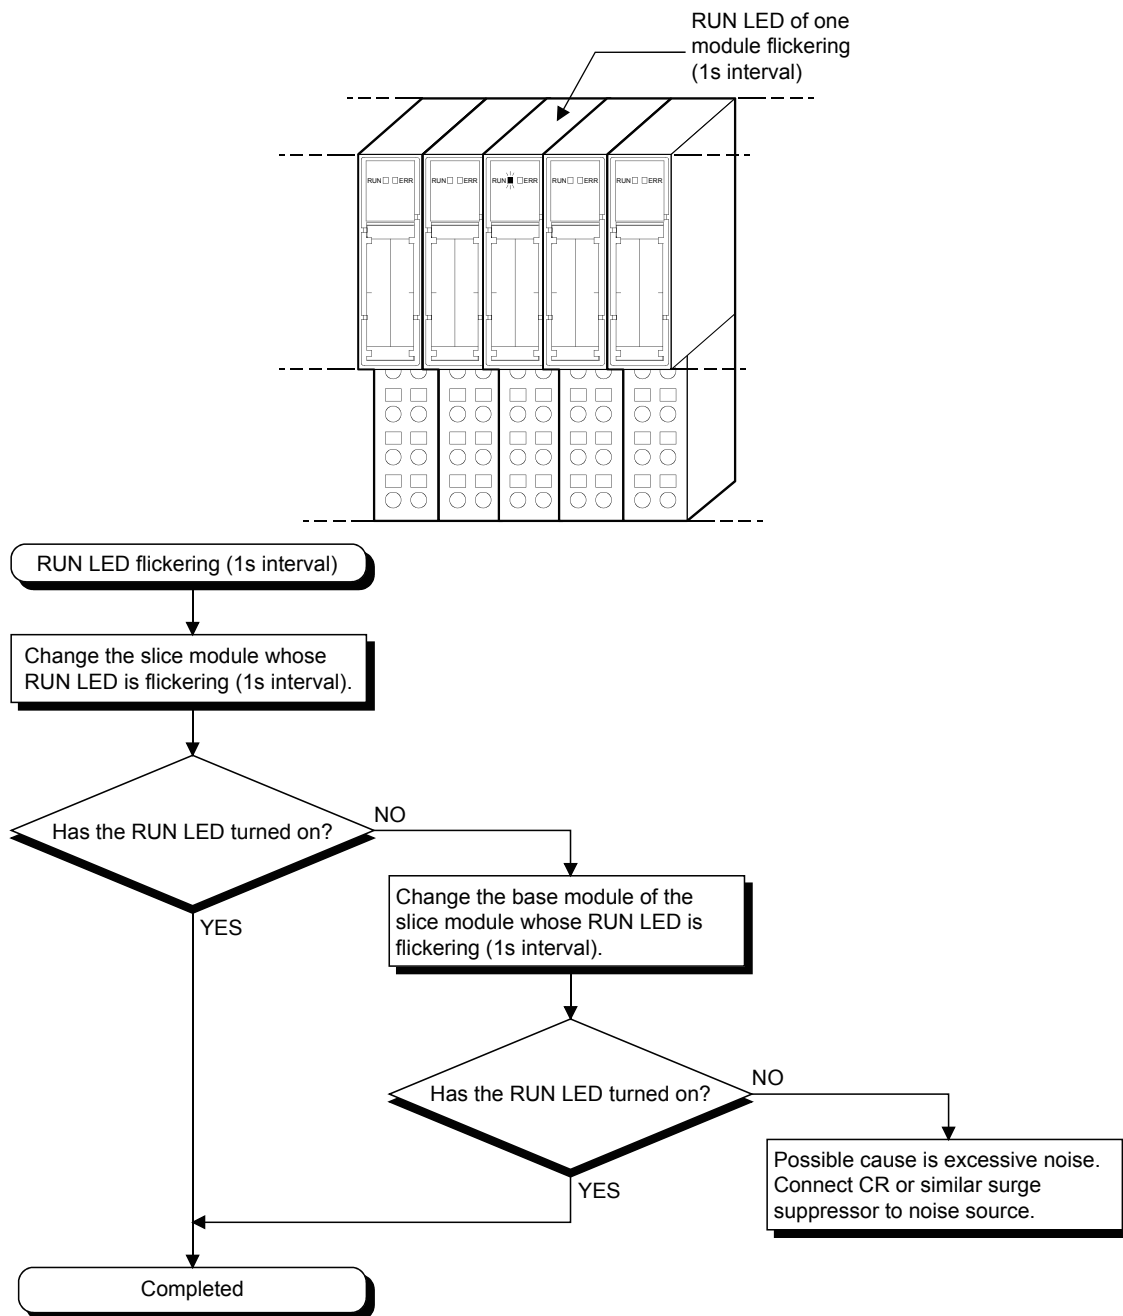 RUN LED of one
module flickering
(1s interval)
RUN ERR RUN ERR RUN ERR RUN ERR RUN ERR
RUN LED flickering (1s interval)
Change the slice module whose
RUN LED is flickering (1s interval).
Has the RUN LED turned on?
NO
YES
Change the base module of the
slice module whose RUN LED is
flickering (1s interval).
Has the RUN LED turned on?
NO
YES
Possible cause is excessive noise.
Connect CR or similar surge
suppressor to noise source.
Completed